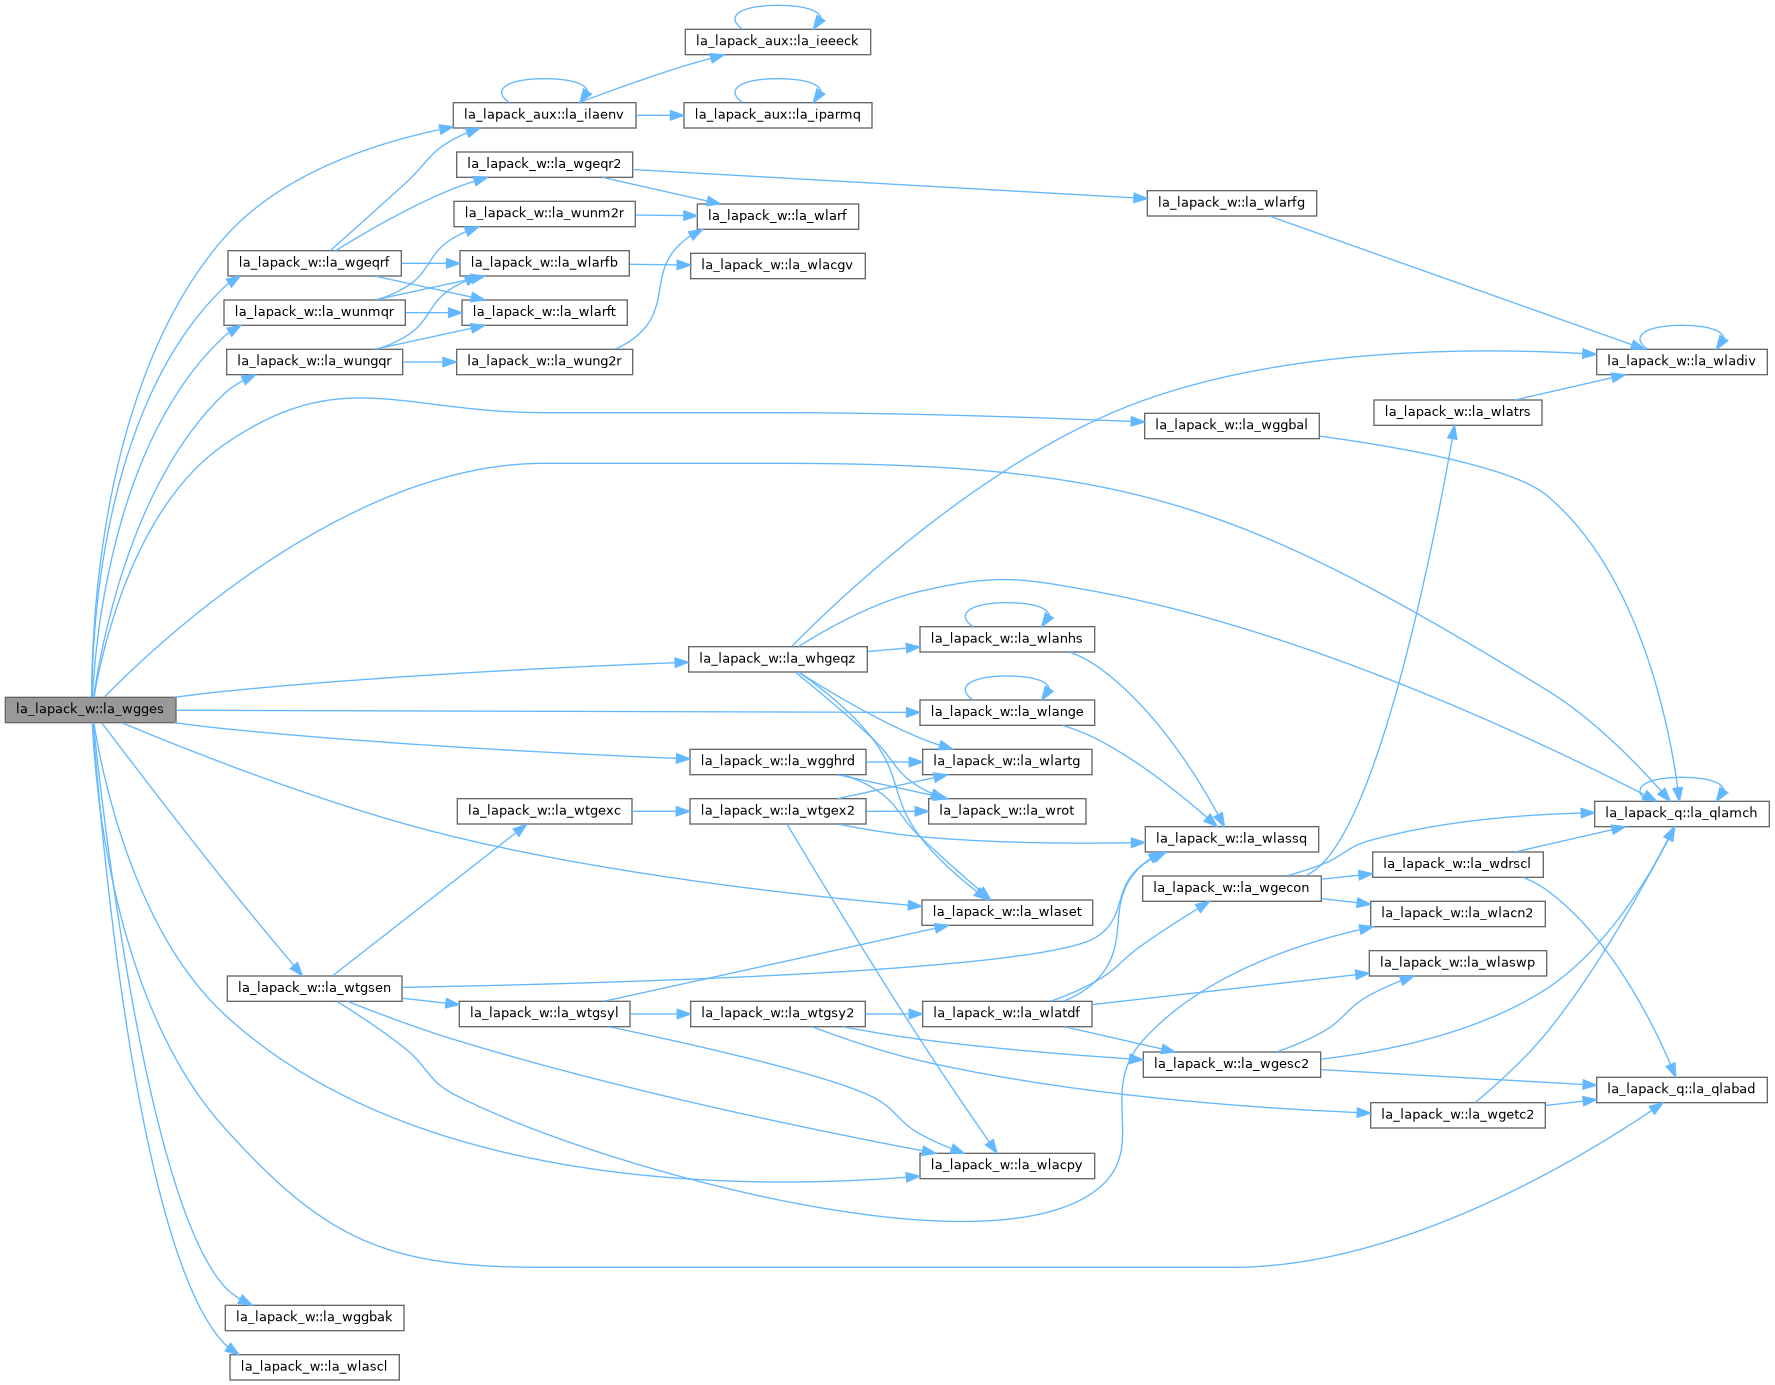 la_lapack_aux::la_ieeeck
la_lapack_aux::la_ilaenv
la_lapack_aux::la_iparmq
la_lapack_w::la_wgeqr2
la_lapack_w::la_wlarfg
la_lapack_w::la_wunm2r
la_lapack_w::la_wlarf
la_lapack_w::la_wgeqrf
la_lapack_w::la_wlarfb
la_lapack_w::la_wlacgv
la_lapack_w::la_wunmqr
la_lapack_w::la_wlarft
la_lapack_w::la_wungqr
la_lapack_w::la_wung2r
la_lapack_w::la_wladiv
la_lapack_w::la_wlatrs
la_lapack_w::la_wggbal
la_lapack_w::la_wlanhs
la_lapack_w::la_whgeqz
la_lapack_w::la_wgges
la_lapack_w::la_wlange
la_lapack_w::la_wgghrd
la_lapack_w::la_wlartg
la_lapack_w::la_wtgexc
la_lapack_w::la_wtgex2
la_lapack_w::la_wrot
la_lapack_q::la_qlamch
la_lapack_w::la_wlassq
la_lapack_w::la_wdrscl
la_lapack_w::la_wgecon
la_lapack_w::la_wlaset
la_lapack_w::la_wlacn2
la_lapack_w::la_wlaswp
la_lapack_w::la_wtgsen
la_lapack_w::la_wtgsyl
la_lapack_w::la_wtgsy2
la_lapack_w::la_wlatdf
la_lapack_w::la_wgesc2
la_lapack_q::la_qlabad
la_lapack_w::la_wgetc2
la_lapack_w::la_wlacpy
la_lapack_w::la_wggbak
la_lapack_w::la_wlascl